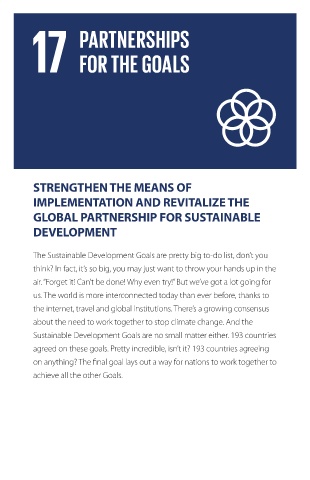 17 PARTNERSHIPS
FOR THE GOALS
STRENGTHEN THE MEANS OF
IMPLEMENTATION AND REVITALIZE THE
GLOBAL PARTNERSHIP FOR SUSTAINABLE
DEVELOPMENT
The Sustainable Development Goals are pretty big to-do list, don't you
think? In fact, it's so big, you may just want to throw your hands up in the
air. "Forget it! Can't be done! Why even try!" But we've got a lot going for
us. The world is more interconnected today than ever before, thanks to
the internet, travel and global institutions. There's a growing consensus
about the need to work together to stop climate change. And the
Sustainable Development Goals are no small matter either. 193 countries
agreed on these goals. Pretty incredible, isn't it? 193 countries agreeing
on anything? The final goal lays out a way for nations to work together to
achieve all the other Goals.